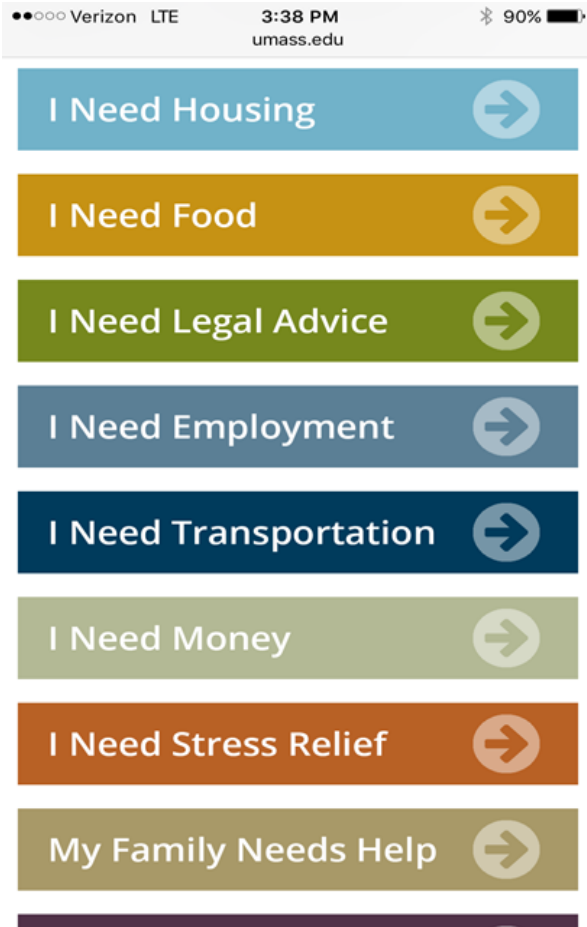 Verizon LTE 3:38 PM 90%
umass.edu
I Need Housing
I Need Food
I Need Legal Advice
I Need Employment
I Need Transportation
I Need Money
I Need Stress Relief
My Family Needs Help